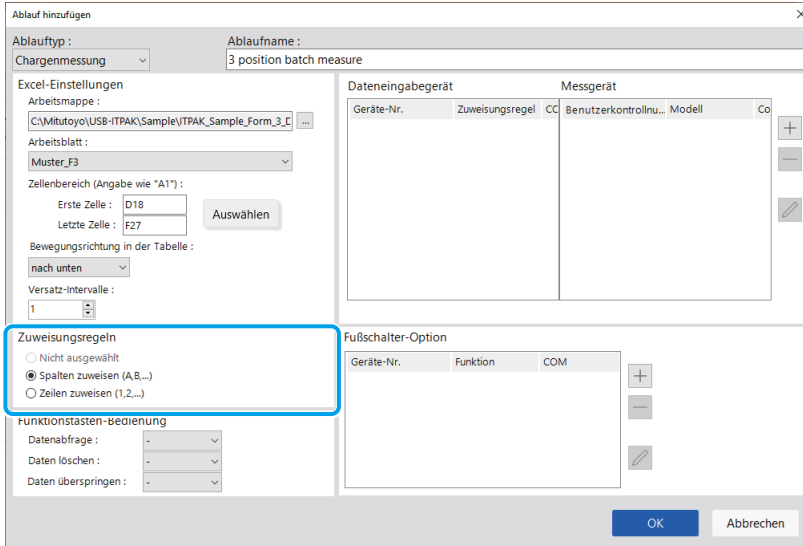 Ablauf hinzufügen
Ablauftyp :
Ablaufname :
Chargenmessung
3 position batch measure
Excel-Einstellungen
Arbeitsmappe :
C:\Mitutoyo\USB-ITPAK\Sample\ITPAK_Sample_Form_3_D
...
Arbeitsblatt :
Muster_F3
Zellenbereich (Angabe wie "A1") :
Erste Zelle :
D18
Letzte Zelle :
F27
Auswählen
Bewegungsrichtung in der Tabelle :
nach unten
Versatz-Intervalle :
1
Dateneingabegerät
Messgerät
Geräte-Nr.
Zuweisungsregel
CC
Benutzerkontrollnu...
Modell
Co
Zuweisungsregeln
Nicht ausgewählt
Spalten zuweisen (A,B,...)
Zeilen zuweisen (1,2,...)
Funktionstasten-Bedienung
Datenabfrage :
-
Daten löschen :
-
Daten überspringen :
-
Fußschalter-Option
Geräte-Nr.
Funktion
COM
OK
Abbrechen